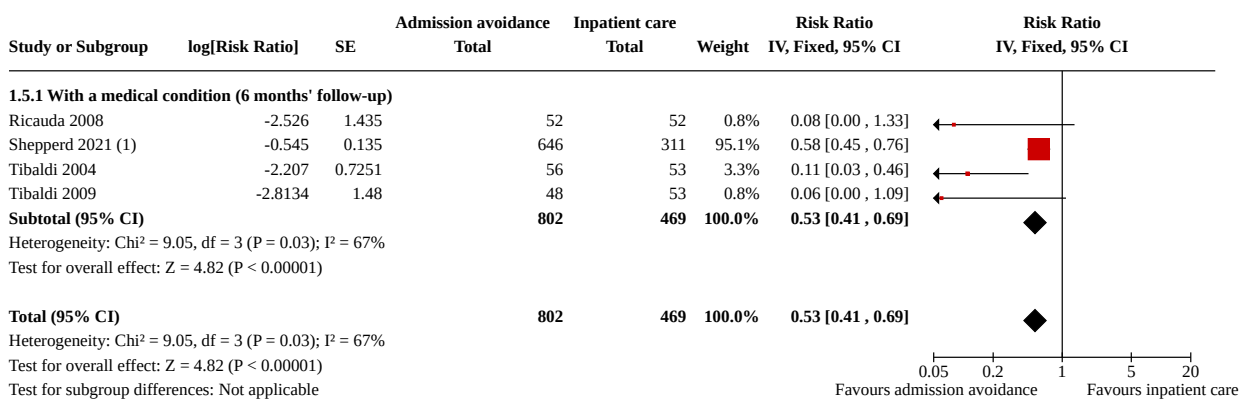 Admission avoidance Inpatient care Risk Ratio Risk Ratio
Study or Subgroup log[Risk Ratio] SE Total Total Weight IV, Fixed, 95% CI IV, Fixed, 95% CI
1.5.1 With a medical condition (6 months' follow-up)
Ricauda 2008 -2.526 1.435 52 52 0.8% 0.08 [0.00 , 1.33]
Shepperd 2021 (1) -0.545 0.135 646 311 95.1% 0.58 [0.45 , 0.76]
Tibaldi 2004 -2.207 0.7251 56 53 3.3% 0.11 [0.03 , 0.46]
Tibaldi 2009 -2.8134 1.48 48 53 0.8% 0.06 [0.00 , 1.09]
Subtotal (95% CI) 802 469 100.0% 0.53 [0.41 , 0.69]
Heterogeneity: Chi² = 9.05, df = 3 (P = 0.03); I² = 67%
Test for overall effect: Z = 4.82 (P < 0.00001)
Total (95% CI) 802 469 100.0% 0.53 [0.41 , 0.69]
Heterogeneity: Chi² = 9.05, df = 3 (P = 0.03); I² = 67%
Test for overall effect: Z = 4.82 (P < 0.00001)
0.05 0.2 1 5 20
Test for subgroup differences: Not applicable
Favours admission avoidance Favours inpatient care